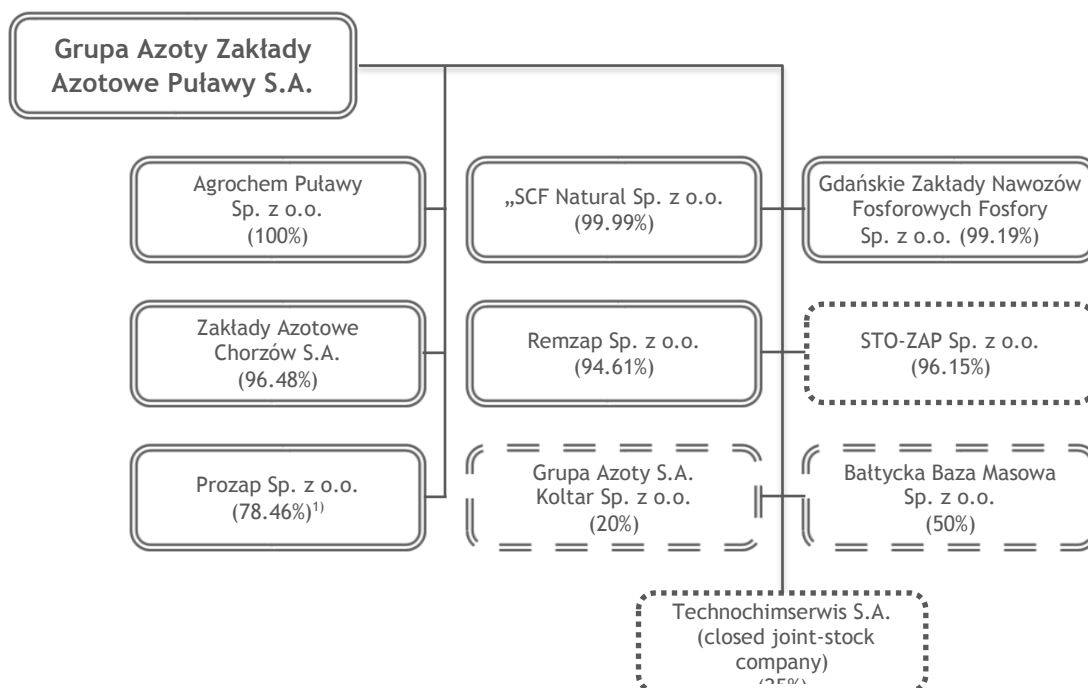 Grupa Azoty Zakłady
Azotowe Puławy S.A.
Agrochem Puławy
Sp. z o.o.
(100%)
„SCF Natural Sp. z o.o.
(99.99%)
Gdańskie Zakłady Nawozów
Fosforowych Fosfory
Sp. z o.o. (99.19%)
Zakłady Azotowe
Chorzów S.A.
(96.48%)
Remzap Sp. z o.o.
(94.61%)
STO-ZAP Sp. z o.o.
(96.15%)
Prozap Sp. z o.o.
(78.46%)¹⁾
Grupa Azoty S.A.
Koltar Sp. z o.o.
(20%)
Bałtycka Baza Masowa
Sp. z o.o.
(50%)
Technochimserwis S.A.
(closed joint-stock
company)